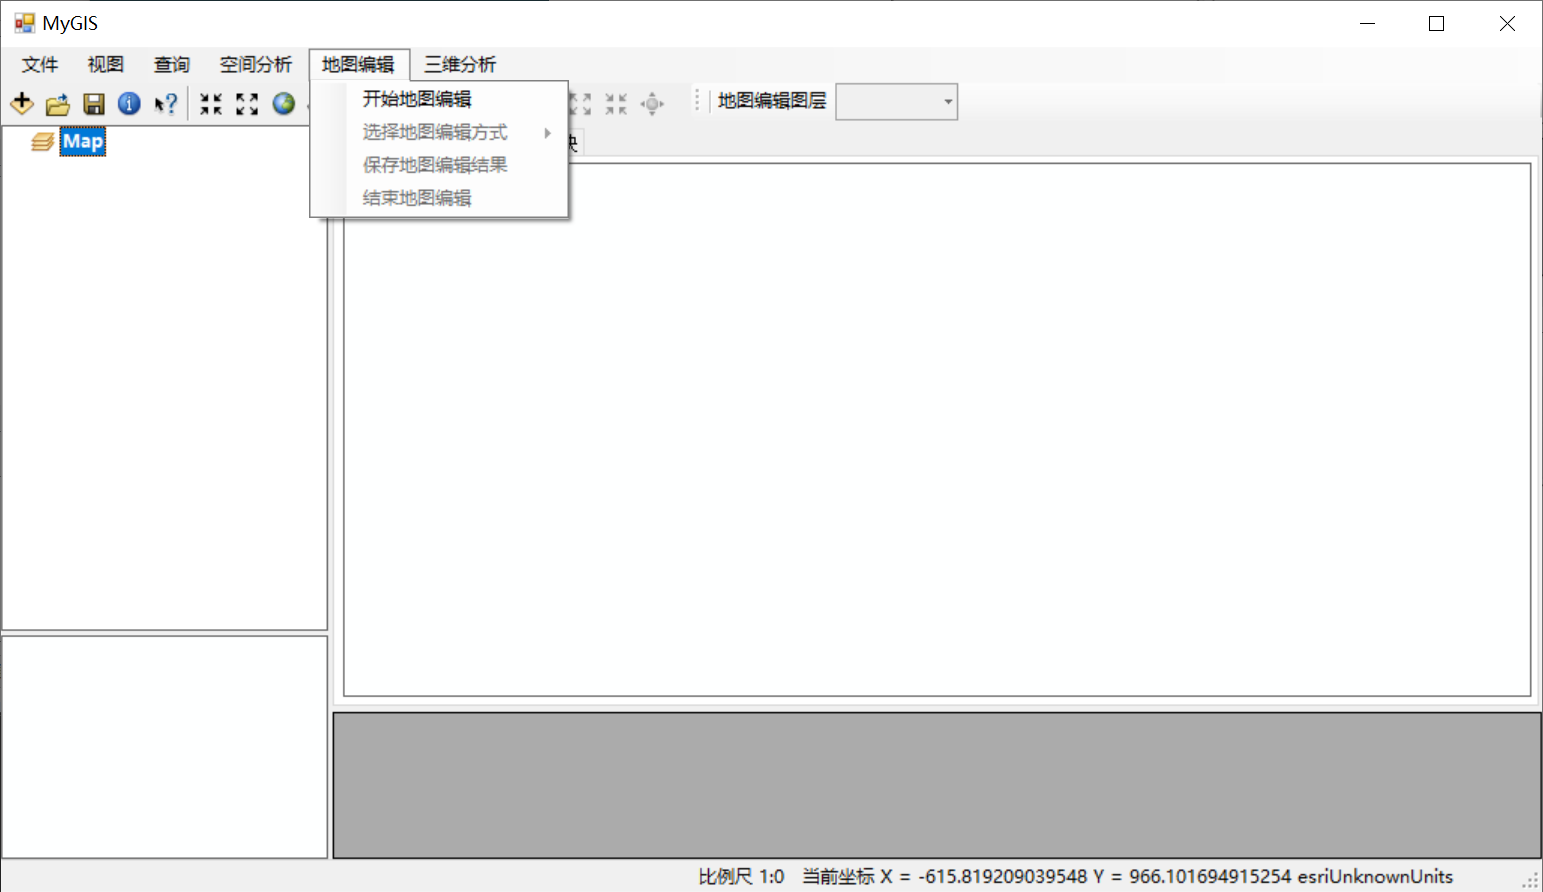 MyGIS
文件 视图 查询 空间分析 地图编辑 三维分析
地图编辑图层
开始地图编辑
选择地图编辑方式
保存地图编辑结果
结束地图编辑
Map
比例尺 1:0 当前坐标 X = -615.819209039548 Y = 966.101694915254 esriUnknownUnits